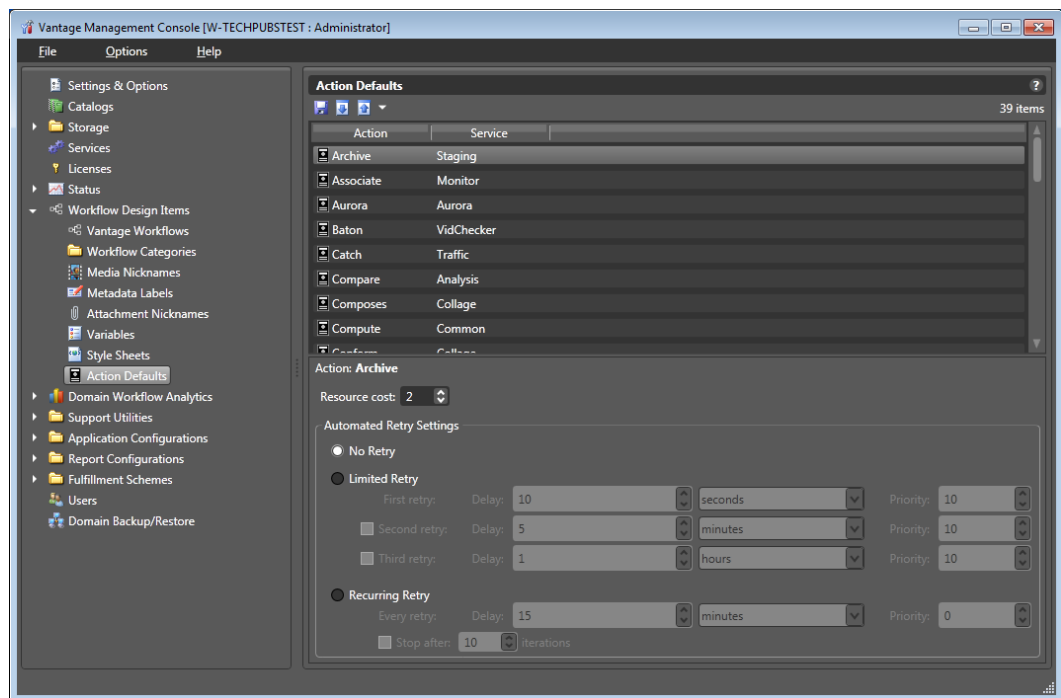 Vantage Management Console [W-TECHPUBSTEST : Administrator]
File Options Help
Settings & Options
Catalogs
Storage
Services
Licenses
Status
Workflow Design Items
Vantage Workflows
Workflow Categories
Media Nicknames
Metadata Labels
Attachment Nicknames
Variables
Style Sheets
Action Defaults
Domain Workflow Analytics
Support Utilities
Application Configurations
Report Configurations
Fulfillment Schemes
Users
Domain Backup/Restore
Action Defaults ?
39 items
Action Service
Archive Staging
Associate Monitor
Aurora Aurora
Baton VidChecker
Catch Traffic
Compare Analysis
Composes Collage
Compute Common
Conform Collage
Action: Archive
Resource cost: 2
Automated Retry Settings
No Retry
Limited Retry
First retry: Delay: 10 seconds Priority: 10
Second retry: Delay: 5 minutes Priority: 10
Third retry: Delay: 1 hours Priority: 10
Recurring Retry
Every retry: Delay: 15 minutes Priority: 0
Stop after: 10 iterations